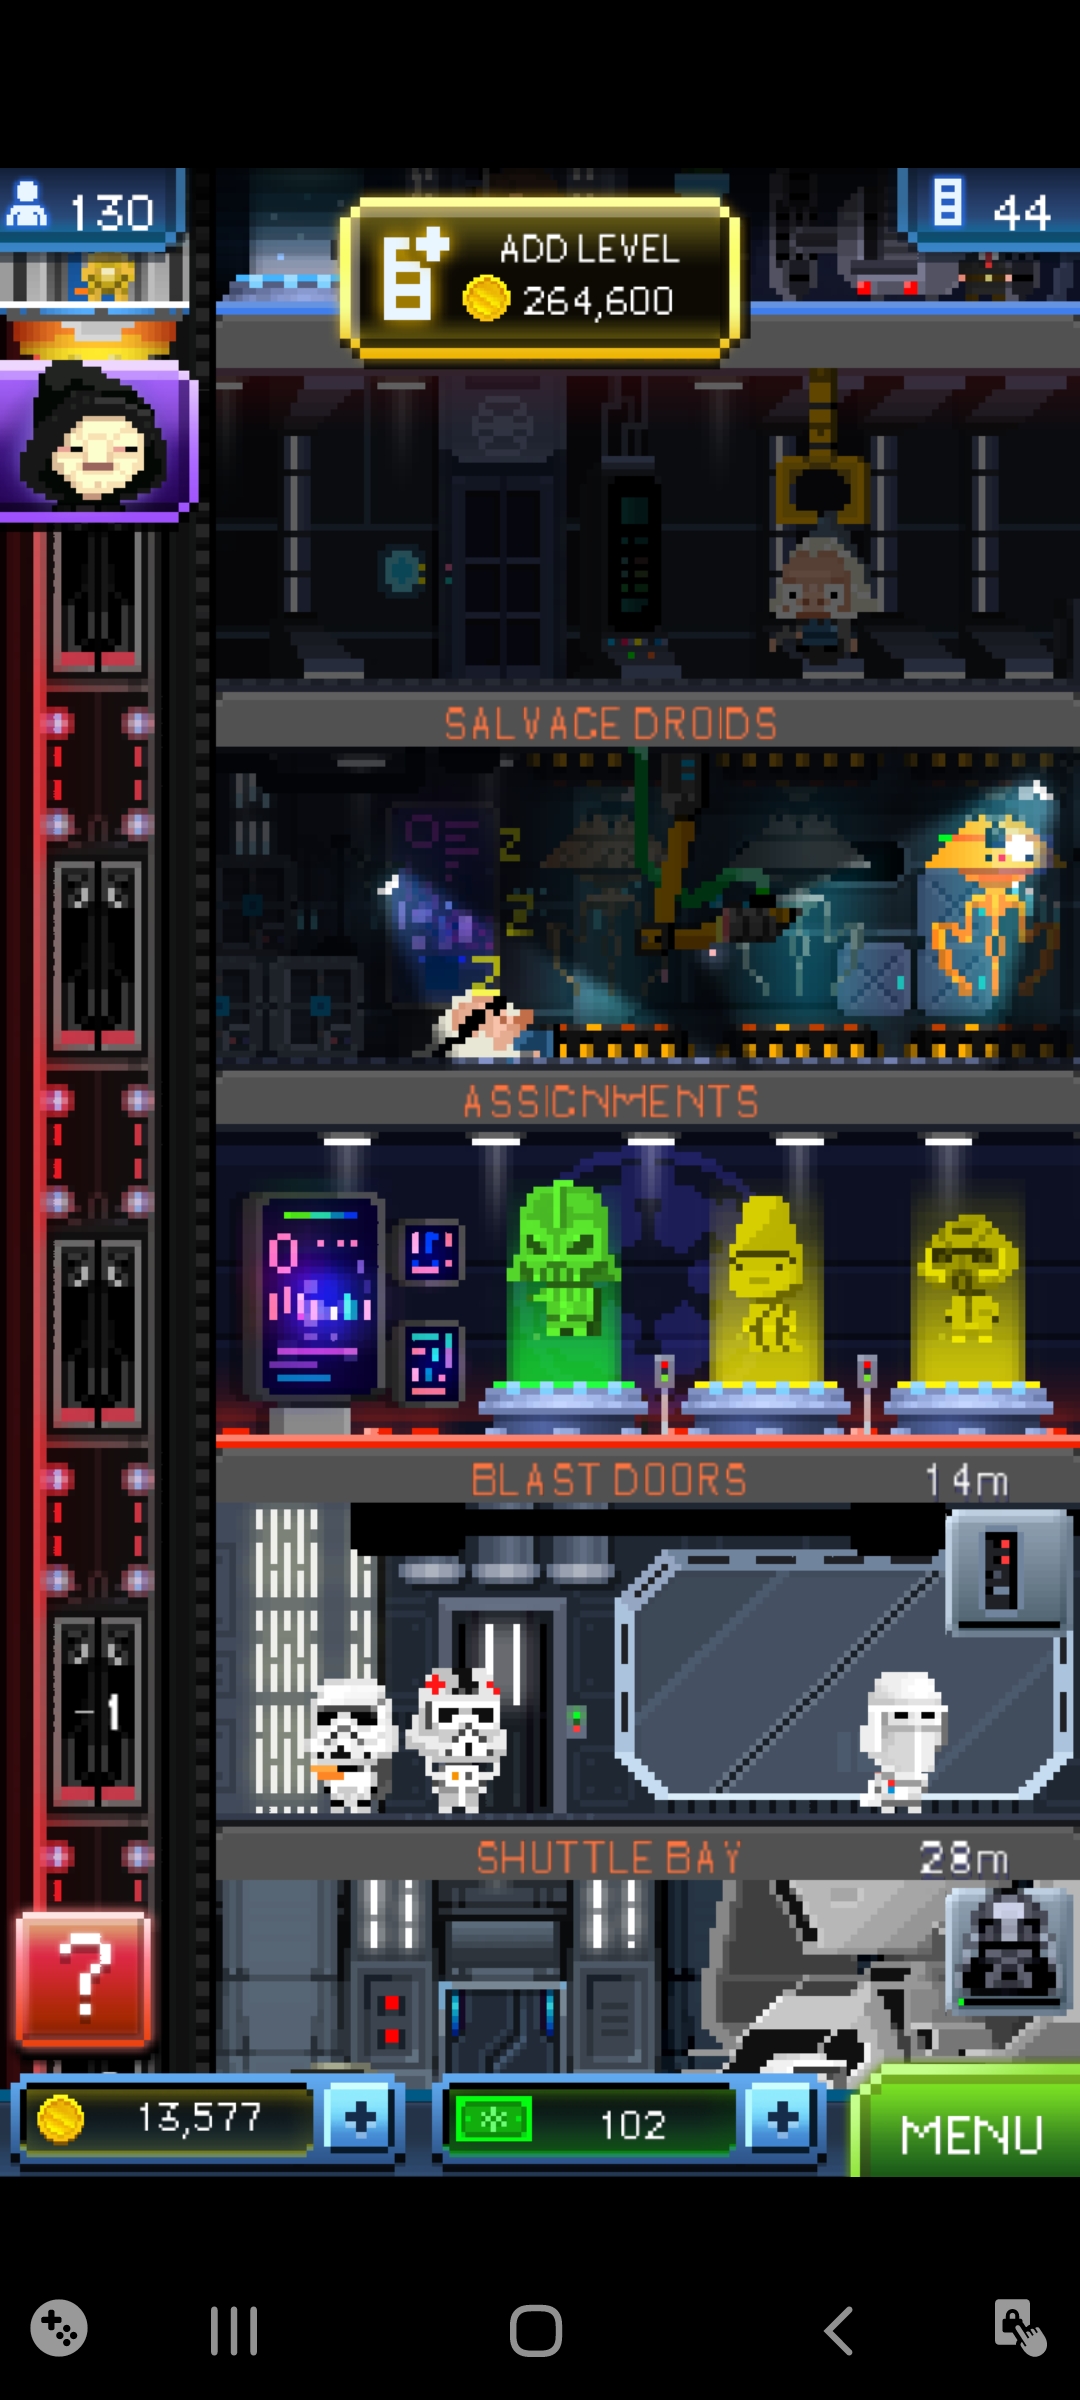 130
ADD LEVEL
264,600
44
SALVAGE DROIDS
Z
Z
Z
ASSIGNMENTS
BLAST DOORS
14m
-1
SHUTTLE BAY
28m
?
13,577
+
102
+
MENU